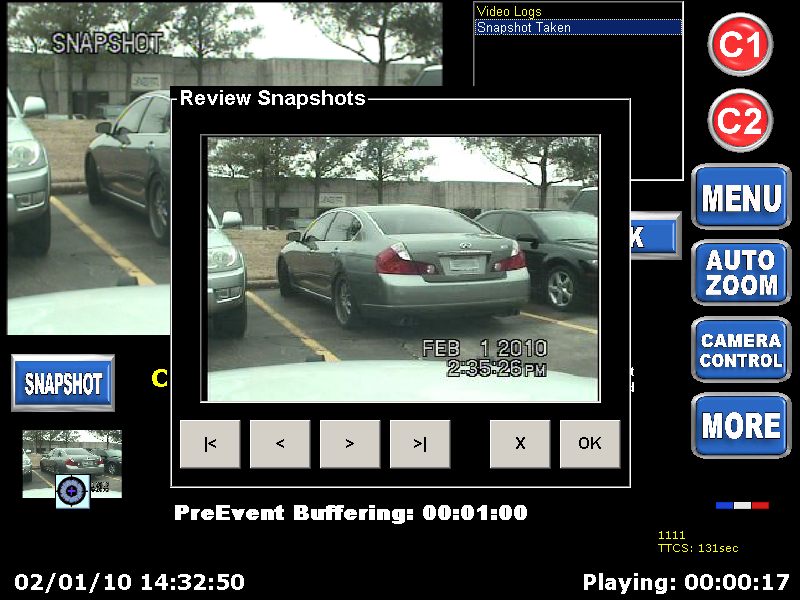 SNAPSHOT
Video Logs
Snapshot Taken
C1
C2
Review Snapshots
MENU
K
AUTO
ZOOM
FEB 1 2010
2:35:26PM
CAMERA
CONTROL
SNAPSHOT
C
|<
<
>
>|
X
OK
MORE
PreEvent Buffering: 00:01:00
1111
TTCS: 131sec
02/01/10 14:32:50
Playing: 00:00:17